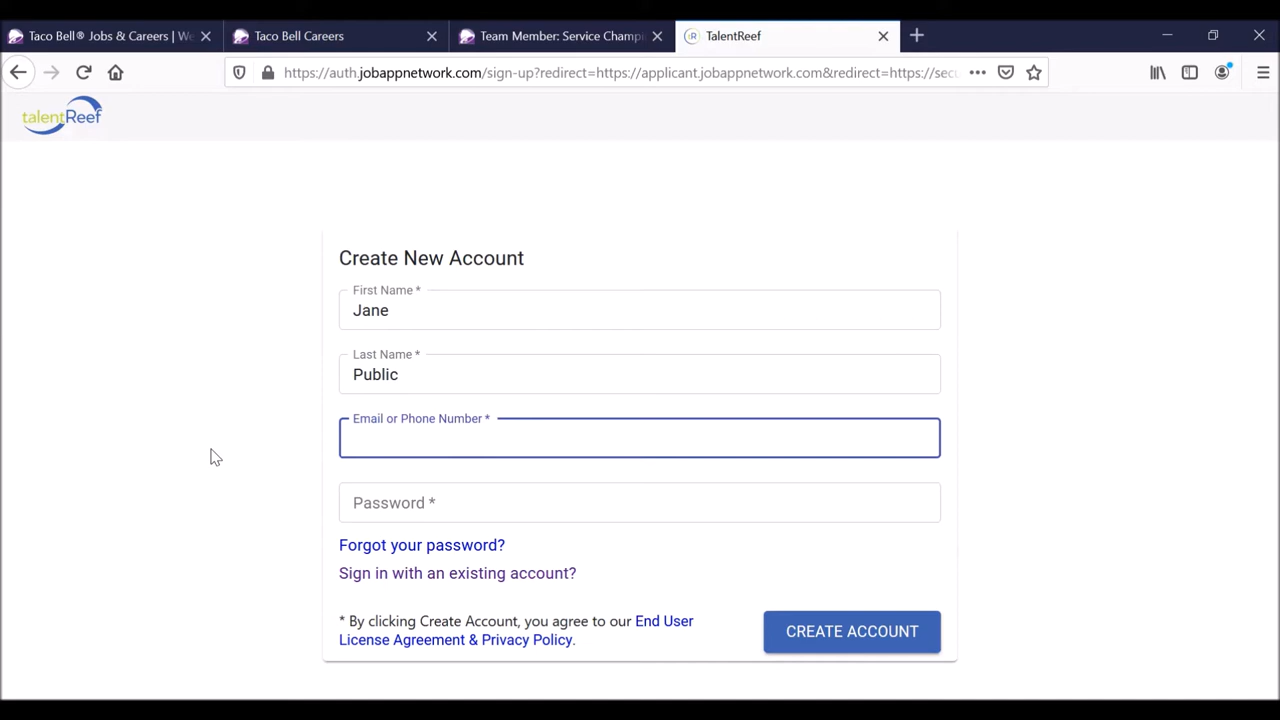 Taco Bell® Jobs & Careers | We
Taco Bell Careers
Team Member: Service Champi
TalentReef
https://auth.jobappnetwork.com/sign-up?redirect=https://applicant.jobappnetwork.com&redirect=https://sec
talentReef
Create New Account
First Name *
Jane
Last Name *
Public
Email or Phone Number *
Password *
Forgot your password?
Sign in with an existing account?
* By clicking Create Account, you agree to our End User
License Agreement & Privacy Policy.
CREATE ACCOUNT